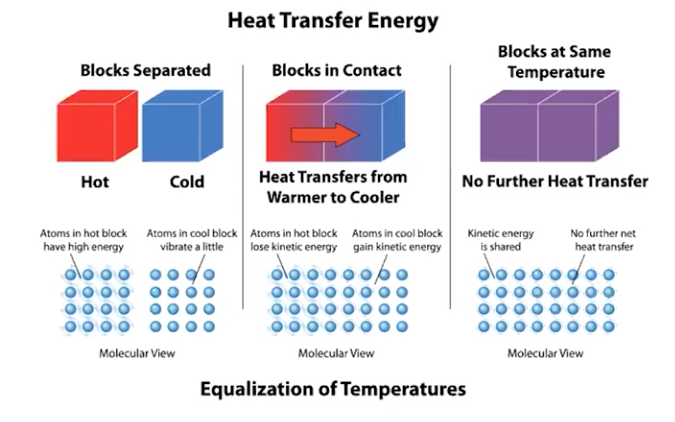 Heat Transfer Energy
Blocks Separated
Hot
Cold
Atoms in hot block
have high energy
Atoms in cool block
vibrate a little
Molecular View
Blocks in Contact
Heat Transfers from
Warmer to Cooler
Atoms in hot block
lose kinetic energy
Atoms in cool block
gain kinetic energy
Molecular View
Blocks at Same
Temperature
No Further Heat Transfer
Kinetic energy
is shared
No further net
heat transfer
Molecular View
Equalization of Temperatures